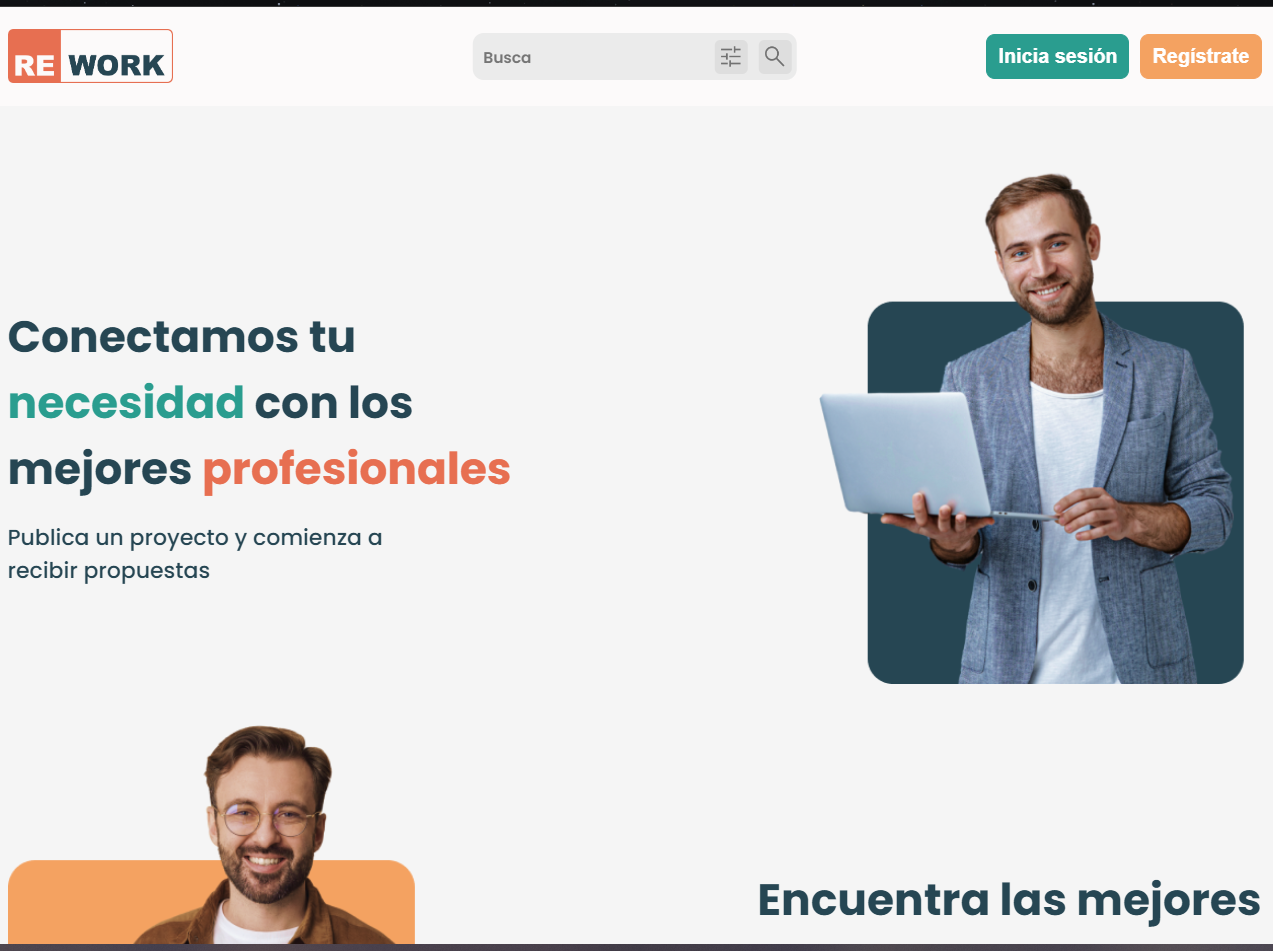 RE WORK
Busca
Inicia sesión
Regístrate
Conectamos tu
necesidad con los
mejores profesionales
Publica un proyecto y comienza a
recibir propuestas
Encuentra las mejores